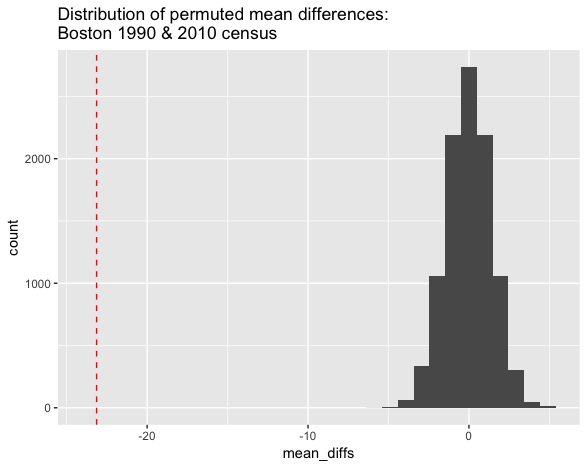 Distribution of permuted mean differences:
Boston 1990 & 2010 census
2000
1000
0
count
-20
-10
0
mean_diffs